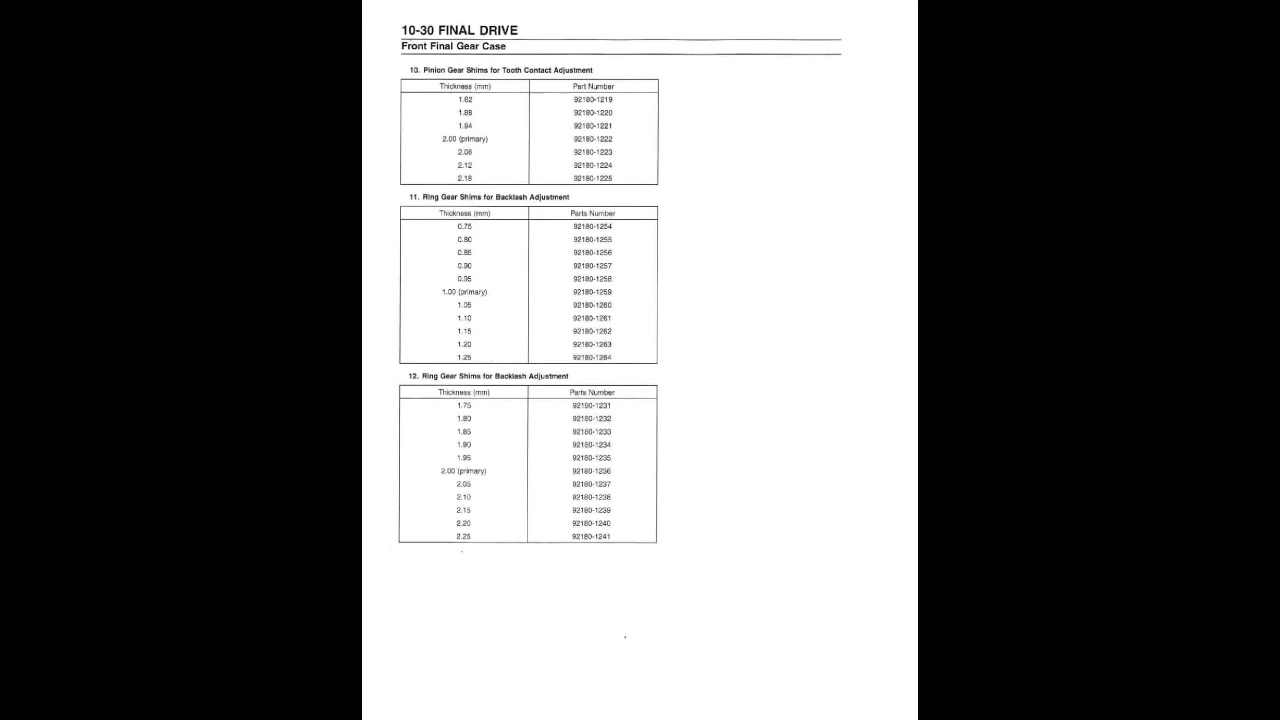 10-30 FINAL DRIVE
Front Final Gear Case
10. Pinion Gear Shims for Tooth Contact Adjustment
Thickness (mm) Part Number
1.82 92180-1219
1.88 92180-1220
1.94 92180-1221
2.00 (primary) 92180-1222
2.06 92180-1223
2.12 92180-1224
2.18 92180-1225
11. Ring Gear Shims for Backlash Adjustment
Thickness (mm) Parts Number
0.75 92180-1254
0.80 92180-1255
0.85 92180-1256
0.90 92180-1257
0.95 92180-1258
1.00 (primary) 92180-1259
1.05 92180-1260
1.10 92180-1261
1.15 92180-1262
1.20 92180-1263
1.25 92180-1264
12. Ring Gear Shims for Backlash Adjustment
Thickness (mm) Parts Number
1.75 92180-1231
1.80 92180-1232
1.85 92180-1233
1.90 92180-1234
1.95 92180-1235
2.00 (primary) 92180-1236
2.05 92180-1237
2.10 92180-1238
2.15 92180-1239
2.20 92180-1240
2.25 92180-1241